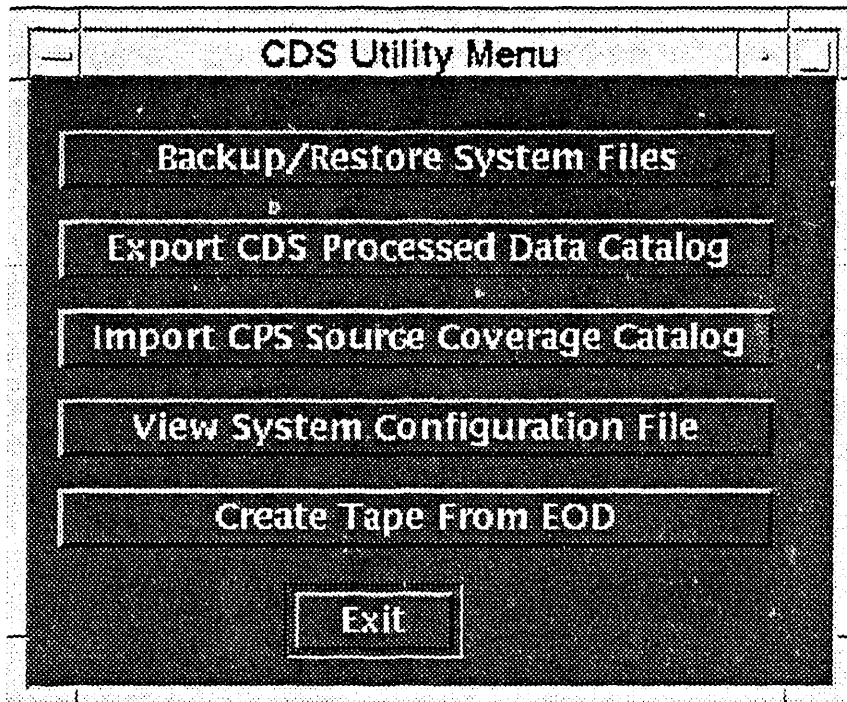 CDS Utility Menu
Backup/Restore System Files
Export CDS Processed Data Catalog
Import CPS Source Coverage Catalog
View System Configuration File
Create Tape From EOD
Exit